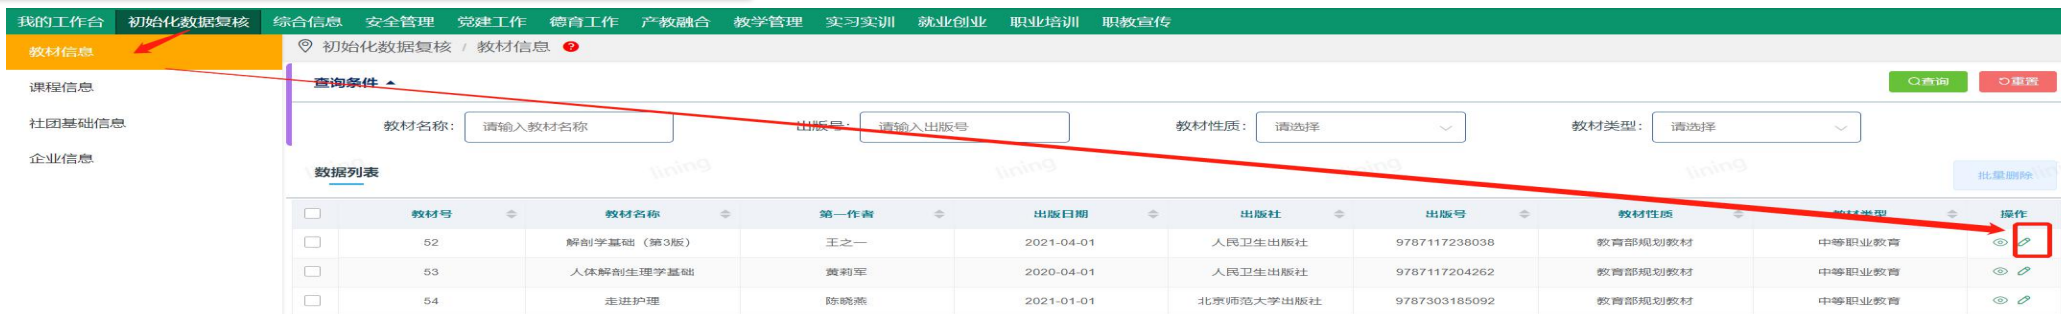 我的工作台 初始化数据复核 综合信息 安全管理 党建工作 德育工作 产教融合 教学管理 实习实训 就业创业 职业培训 职教宣传
教材信息
初始化数据复核 / 教材信息 ?
课程信息
社团基础信息
企业信息
查询条件
查询 重置
教材名称: 请输入教材名称 出版号: 请输入出版号 教材性质: 请选择 教材类型: 请选择
lining lining lining
数据列表 批量删除
教材号 教材名称 第一作者 出版日期 出版社 出版号 教材性质 教材类型 操作
52 解剖学基础（第3版） 王之一 2021-04-01 人民卫生出版社 9787117238038 教育部规划教材 中等职业教育
53 人体解剖生理学基础 黄莉军 2020-04-01 人民卫生出版社 9787117204262 教育部规划教材 中等职业教育
54 走进护理 陈晓燕 2021-01-01 北京师范大学出版社 9787303185092 教育部规划教材 中等职业教育